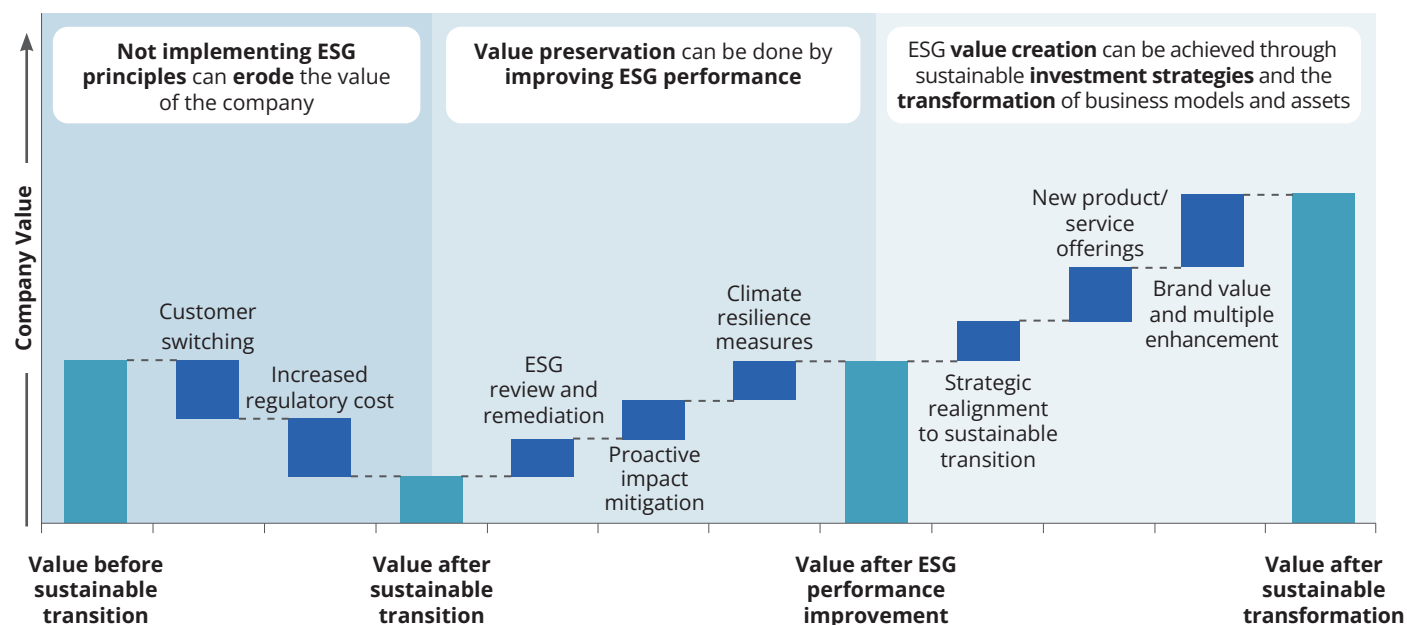 Not implementing ESG
principles can erode the value
of the company
Value preservation can be done by
improving ESG performance
ESG value creation can be achieved through
sustainable investment strategies and the
transformation of business models and assets
Company Value
Customer
switching
Increased
regulatory cost
ESG
review and
remediation
Proactive
impact
mitigation
Climate
resilience
measures
Strategic
realignment
to sustainable
transition
New product/
service
offerings
Brand value
and multiple
enhancement
Value before
sustainable
transition
Value after
sustainable
transition
Value after ESG
performance
improvement
Value after
sustainable
transformation